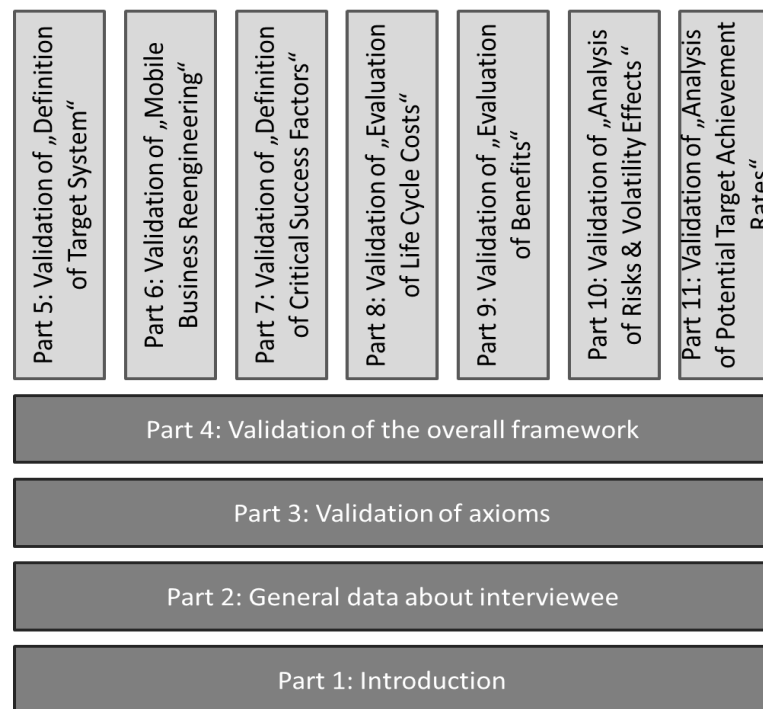 Part 5: Validation of „Definition
of Target System“
Part 6: Validation of „Mobile
Business Reengineering“
Part 7: Validation of „Definition
of Critical Success Factors“
Part 8: Validation of „Evaluation
of Life Cycle Costs“
Part 9: Validation of „Evaluation
of Benefits“
Part 10: Validation of „Analysis
of Risks & Volatility Effects“
Part 11: Validation of „Analysis
of Potential Target Achievement
Rates“
Part 4: Validation of the overall framework
Part 3: Validation of axioms
Part 2: General data about interviewee
Part 1: Introduction